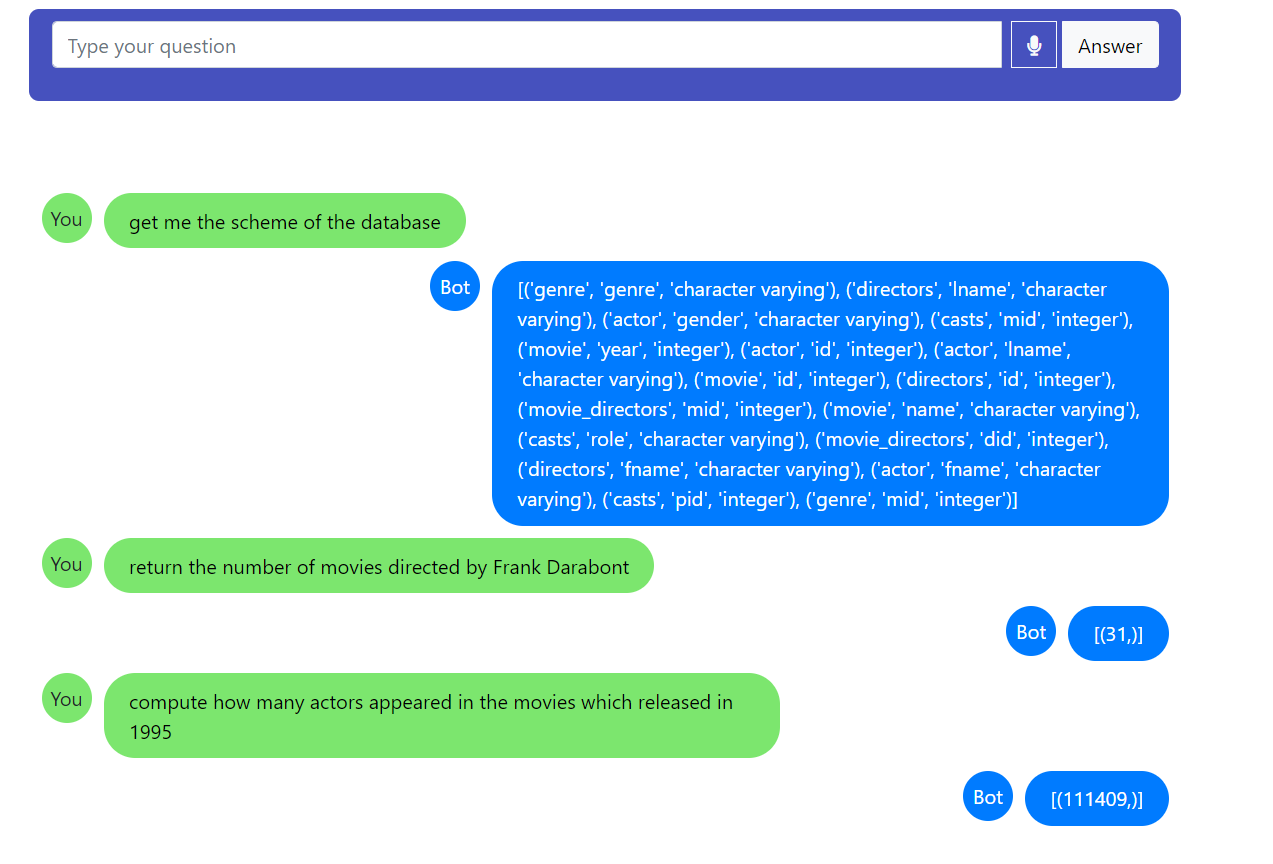 Type your question
Answer
You
get me the scheme of the database
Bot
[('genre', 'genre', 'character varying'), ('directors', 'lname', 'character
varying'), ('actor', 'gender', 'character varying'), ('casts', 'mid', 'integer'),
('movie', 'year', 'integer'), ('actor', 'id', 'integer'), ('actor', 'lname',
'character varying'), ('movie', 'id', 'integer'), ('directors', 'id', 'integer'),
('movie_directors', 'mid', 'integer'), ('movie', 'name', 'character varying'),
('casts', 'role', 'character varying'), ('movie_directors', 'did', 'integer'),
('directors', 'fname', 'character varying'), ('actor', 'fname', 'character
varying'), ('casts', 'pid', 'integer'), ('genre', 'mid', 'integer')]
You
return the number of movies directed by Frank Darabont
Bot
[(31,)]
You
compute how many actors appeared in the movies which released in
1995
Bot
[(111409,)]